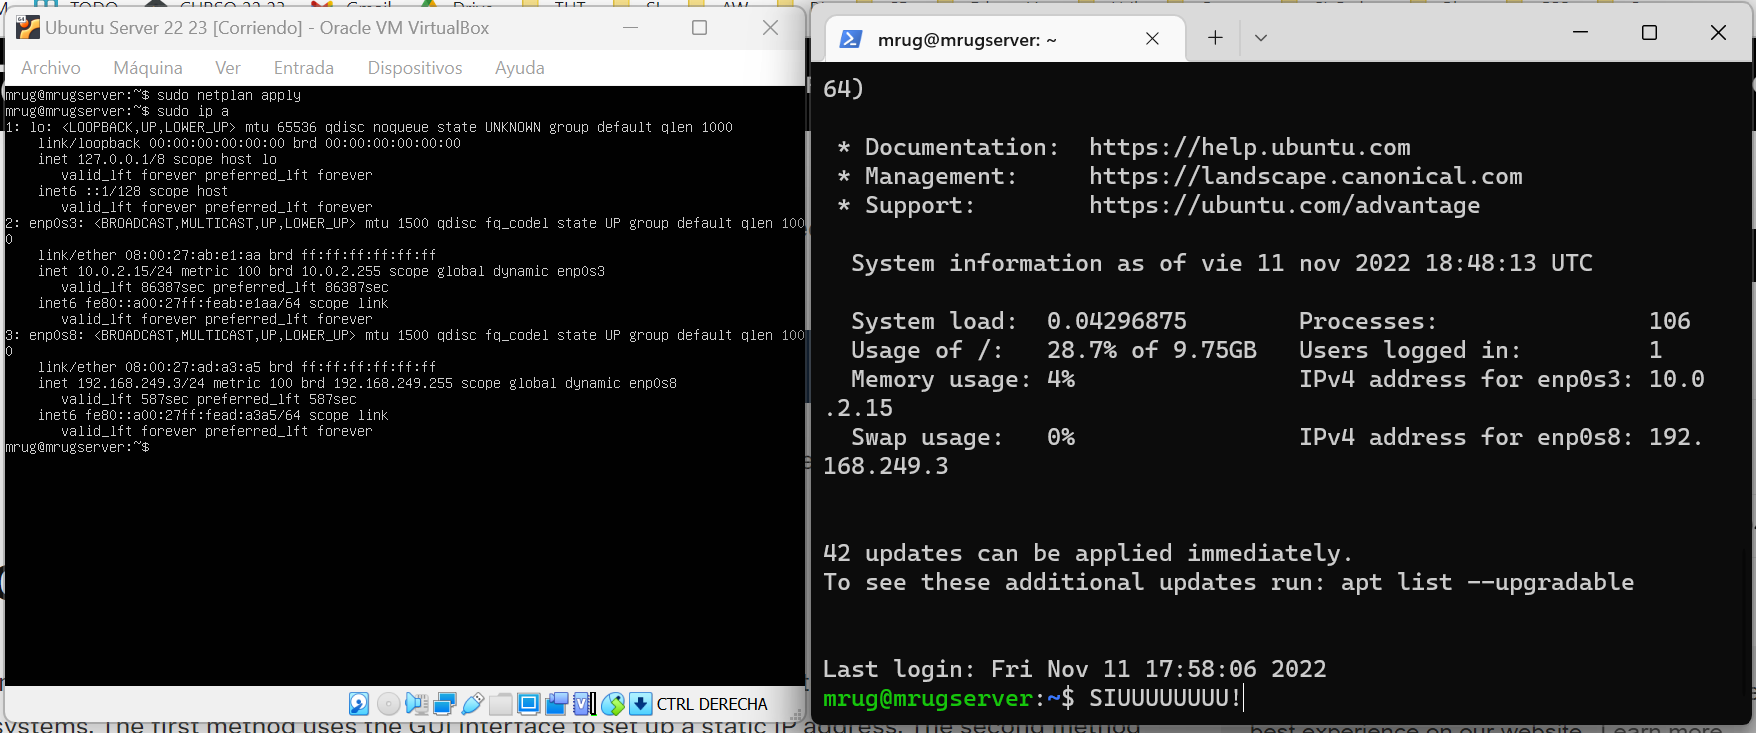 TODO CURSO 22 23 Gmail Drive TUT SI AW
Ubuntu Server 22 23 [Corriendo] - Oracle VM VirtualBox
Archivo Máquina Ver Entrada Dispositivos Ayuda
mrug@mrugserver:~$ sudo netplan apply
mrug@mrugserver:~$ sudo ip a
1: lo: <LOOPBACK,UP,LOWER_UP> mtu 65536 qdisc noqueue state UNKNOWN group default qlen 1000
link/loopback 00:00:00:00:00:00 brd 00:00:00:00:00:00
inet 127.0.0.1/8 scope host lo
valid_lft forever preferred_lft forever
inet6 ::1/128 scope host
valid_lft forever preferred_lft forever
2: enp0s3: <BROADCAST,MULTICAST,UP,LOWER_UP> mtu 1500 qdisc fq_codel state UP group default qlen 100
0
link/ether 08:00:27:ab:e1:aa brd ff:ff:ff:ff:ff:ff
inet 10.0.2.15/24 metric 100 brd 10.0.2.255 scope global dynamic enp0s3
valid_lft 86387sec preferred_lft 86387sec
inet6 fe80::a00:27ff:feab:e1aa/64 scope link
valid_lft forever preferred_lft forever
3: enp0s8: <BROADCAST,MULTICAST,UP,LOWER_UP> mtu 1500 qdisc fq_codel state UP group default qlen 100
0
link/ether 08:00:27:ad:a3:a5 brd ff:ff:ff:ff:ff:ff
inet 192.168.249.3/24 metric 100 brd 192.168.249.255 scope global dynamic enp0s8
valid_lft 587sec preferred_lft 587sec
inet6 fe80::a00:27ff:fead:a3a5/64 scope link
valid_lft forever preferred_lft forever
mrug@mrugserver:~$
CTRL DERECHA
mrug@mrugserver: ~
64)
* Documentation: https://help.ubuntu.com
* Management: https://landscape.canonical.com
* Support: https://ubuntu.com/advantage
System information as of vie 11 nov 2022 18:48:13 UTC
System load: 0.04296875 Processes: 106
Usage of /: 28.7% of 9.75GB Users logged in: 1
Memory usage: 4% IPv4 address for enp0s3: 10.0
.2.15
Swap usage: 0% IPv4 address for enp0s8: 192.
168.249.3
42 updates can be applied immediately.
To see these additional updates run: apt list --upgradable
Last login: Fri Nov 11 17:58:06 2022
mrug@mrugserver:~$ SIUUUUUUUU!
systems. The first method uses the GUI interface to set up a static IP address. The second method
best experience on our website. Learn more